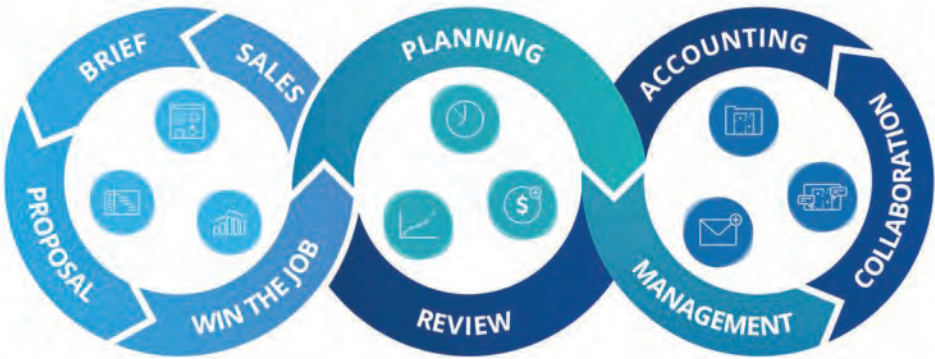 BRIEF
SALES
PROPOSAL
WIN THE JOB
PLANNING
REVIEW
$
ACCOUNTING
COLLABORATION
MANAGEMENT